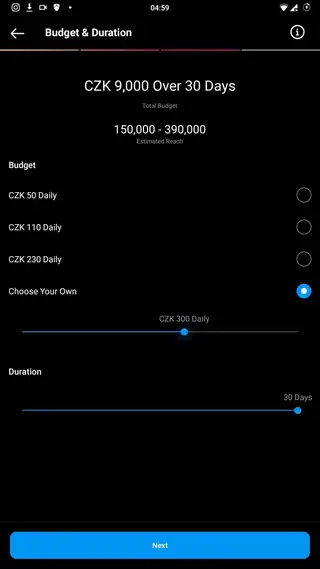 04:59
Budget & Duration
CZK 9,000 Over 30 Days
Total Budget
150,000 - 390,000
Estimated Reach
Budget
CZK 50 Daily
CZK 110 Daily
CZK 230 Daily
Choose Your Own
CZK 300 Daily
Duration
30 Days
Next